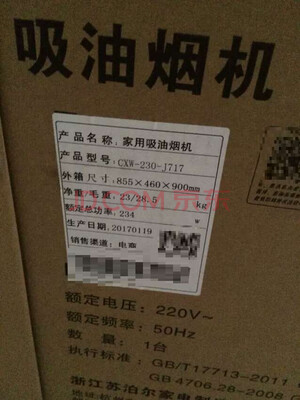 吸油烟机
产品名称: 家用吸油烟机
产品型号: CXW-230-J717
外箱尺寸: 855×460×900mm
净重毛重: 23/28.5 k
额定总功率: 234 w
生产日期: 20170119
销售渠道: 电商
JD.COM 京东
额定电压: 220V~
额定频率: 50Hz
数 量: 1台
执行标准: GB/T17713-2011
GB 4706.28-2008
浙江苏泊尔家电制